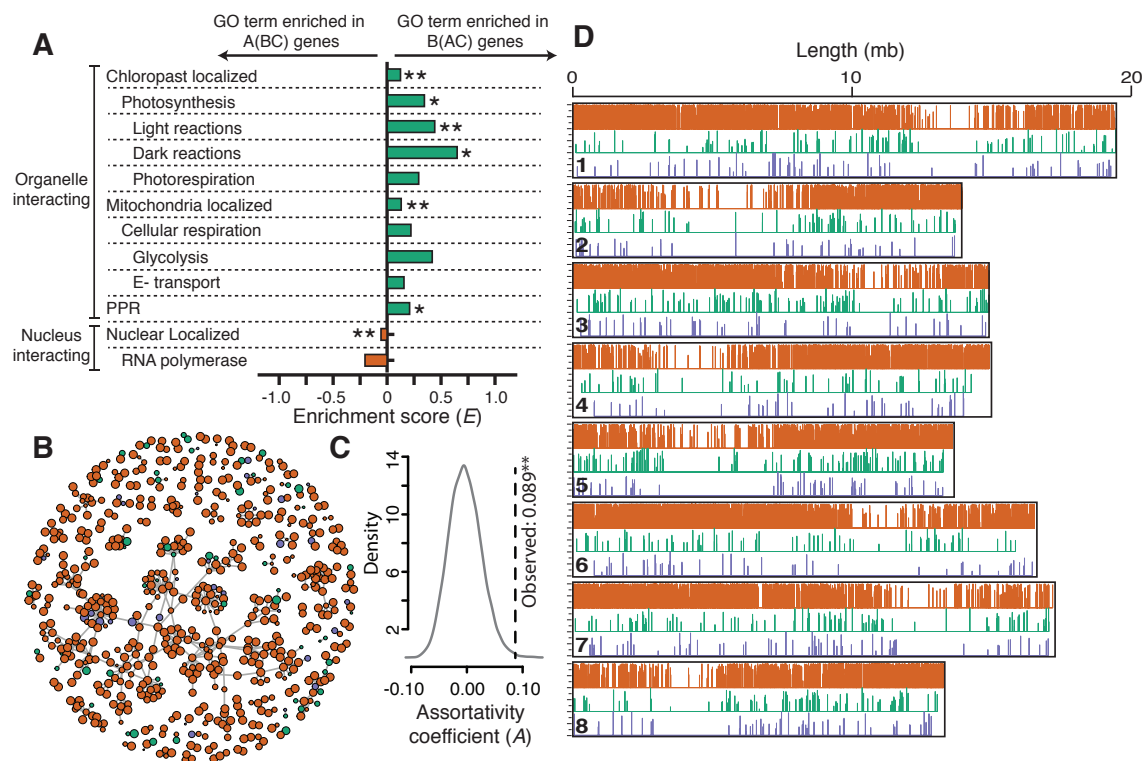 A
GO term enriched in
A(BC) genes
GO term enriched in
B(AC) genes
Organelle
interacting
Chloropast localized
**
Photosynthesis
*
Light reactions
**
Dark reactions
*
Photorespiration
Mitochondria localized
**
Cellular respiration
Glycolysis
E- transport
PPR
*
Nucleus
interacting
Nuclear Localized
**
RNA polymerase
-1.0 -0.5 0 0.5 1.0
Enrichment score (E)
B
C
14
10
6
2
Density
Observed: 0.089**
-0.10 0.00 0.10
Assortativity
coefficient (A)
D
Length (mb)
0 10 20
1
2
3
4
5
6
7
8